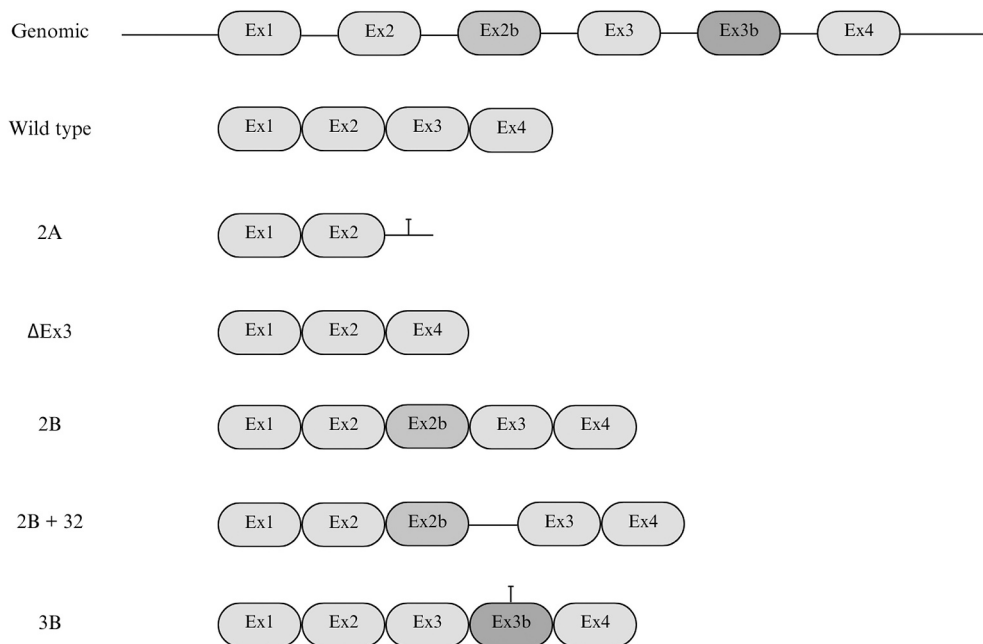 Genomic Ex1 Ex2 Ex2b Ex3 Ex3b Ex4
Wild type Ex1 Ex2 Ex3 Ex4
2A Ex1 Ex2
ΔEx3 Ex1 Ex2 Ex4
2B Ex1 Ex2 Ex2b Ex3 Ex4
2B + 32 Ex1 Ex2 Ex2b Ex3 Ex4
3B Ex1 Ex2 Ex3 Ex3b Ex4